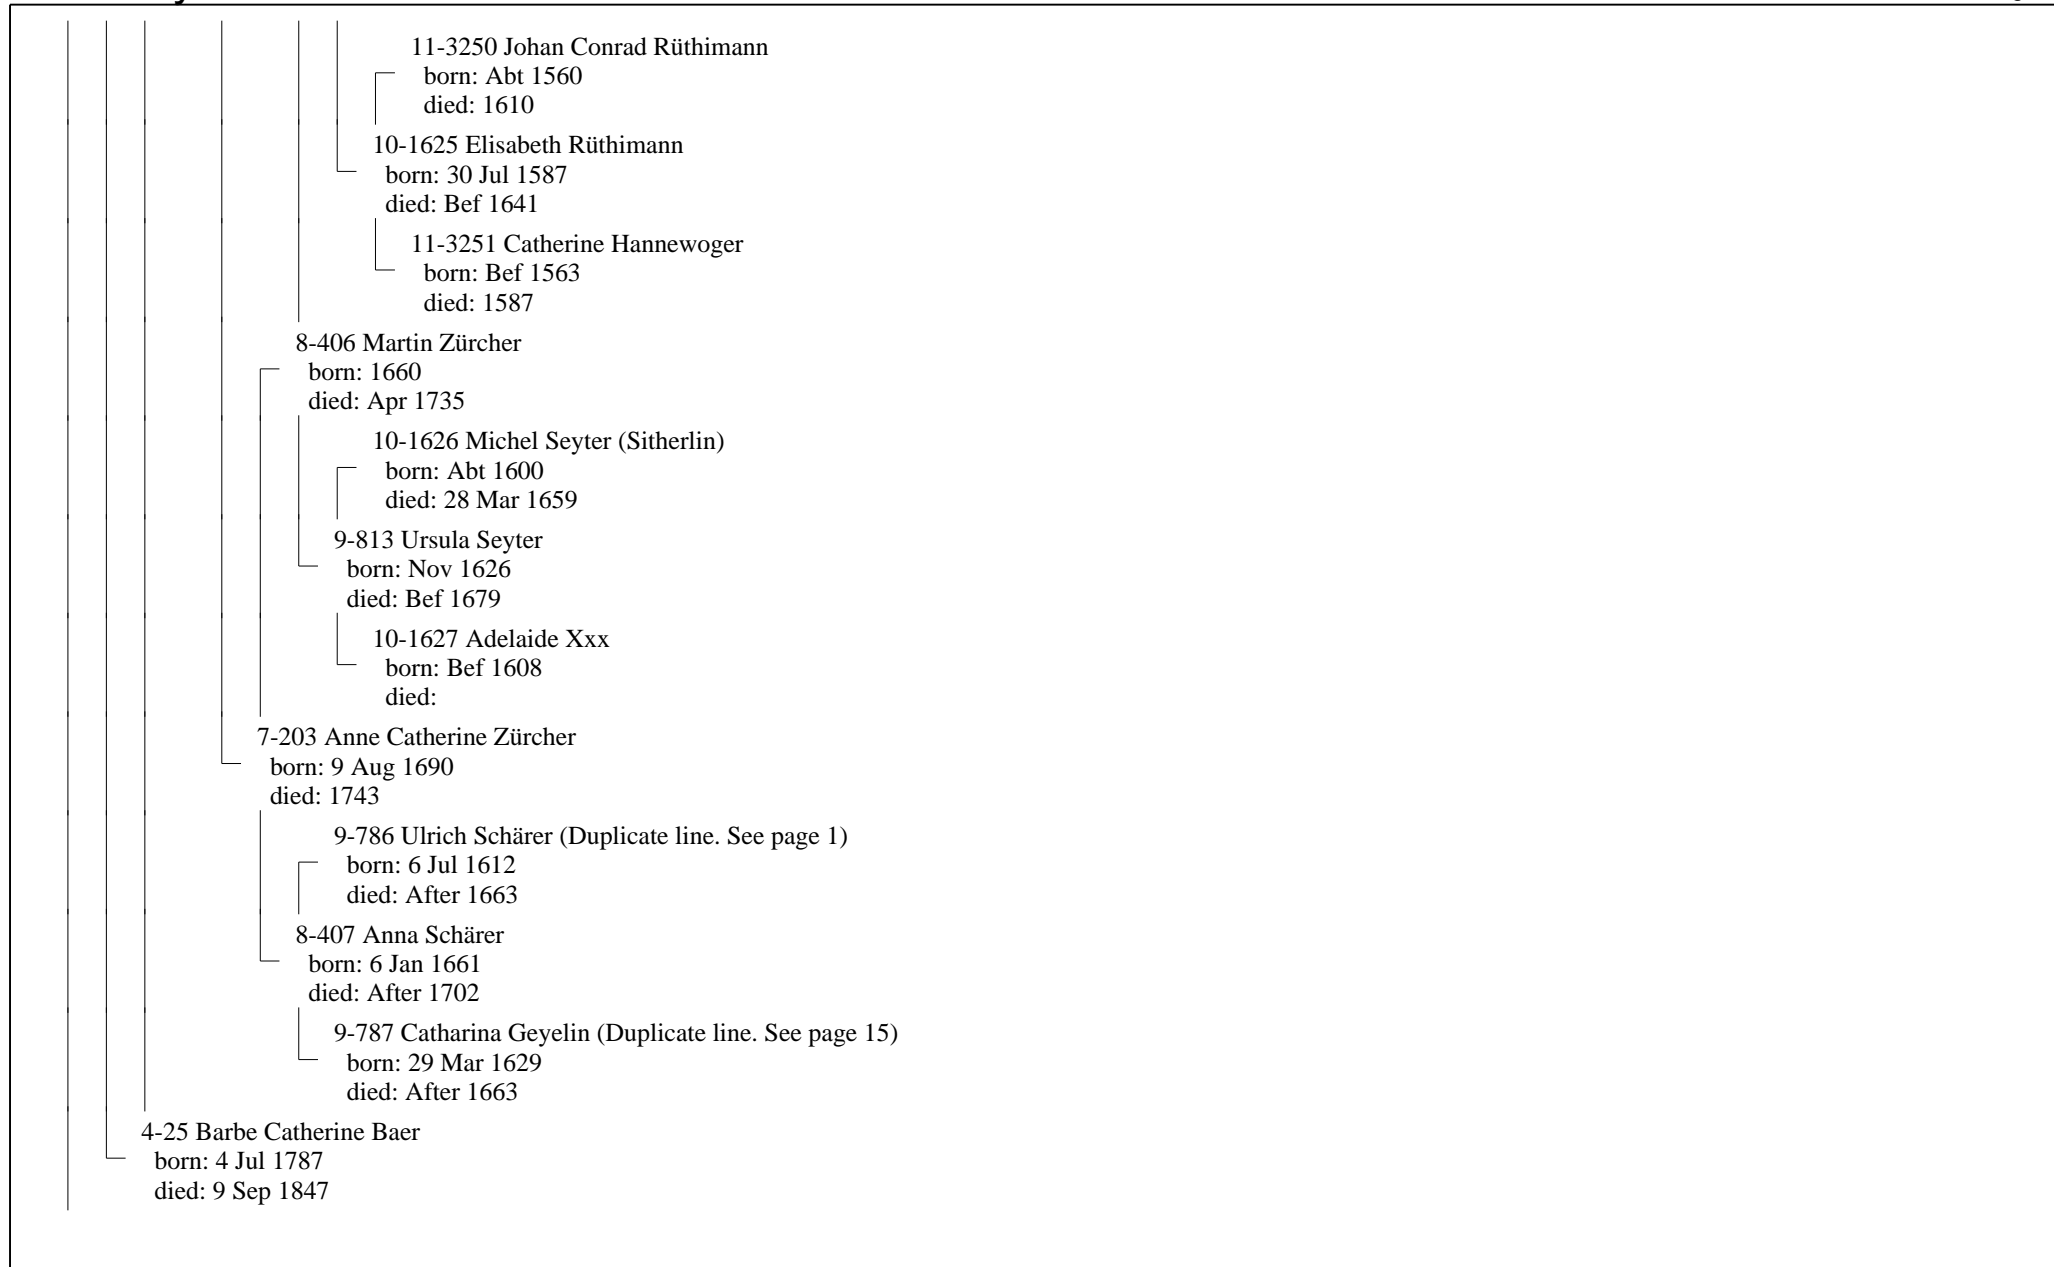 11-3250 Johan Conrad Rüthimann
born: Abt 1560
died: 1610
10-1625 Elisabeth Rüthimann
born: 30 Jul 1587
died: Bef 1641
11-3251 Catherine Hannewoger
born: Bef 1563
died: 1587
8-406 Martin Zürcher
born: 1660
died: Apr 1735
10-1626 Michel Seyter (Sitherlin)
born: Abt 1600
died: 28 Mar 1659
9-813 Ursula Seyter
born: Nov 1626
died: Bef 1679
10-1627 Adelaide Xxx
born: Bef 1608
died:
7-203 Anne Catherine Zürcher
born: 9 Aug 1690
died: 1743
9-786 Ulrich Schärer (Duplicate line. See page 1)
born: 6 Jul 1612
died: After 1663
8-407 Anna Schärer
born: 6 Jan 1661
died: After 1702
9-787 Catharina Geyelin (Duplicate line. See page 15)
born: 29 Mar 1629
died: After 1663
4-25 Barbe Catherine Baer
born: 4 Jul 1787
died: 9 Sep 1847